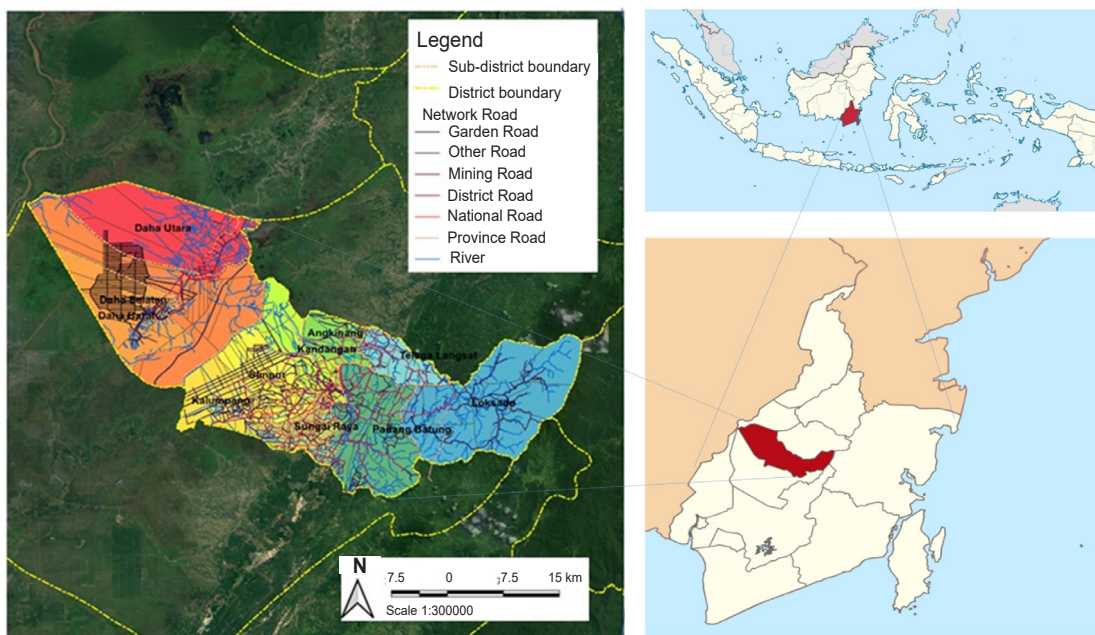 Legend
Sub-district boundary
District boundary
Network Road
Garden Road
Other Road
Mining Road
District Road
National Road
Province Road
River
Daha Utara
Daha Selatan
Daha Barat
Angkinang
Kandangan
Telaga Langsat
Simpur
Kalumpang
Loksado
Sungai Raya
Padang Batung
N
7.5 0 7.5 15 km
Scale 1:300000